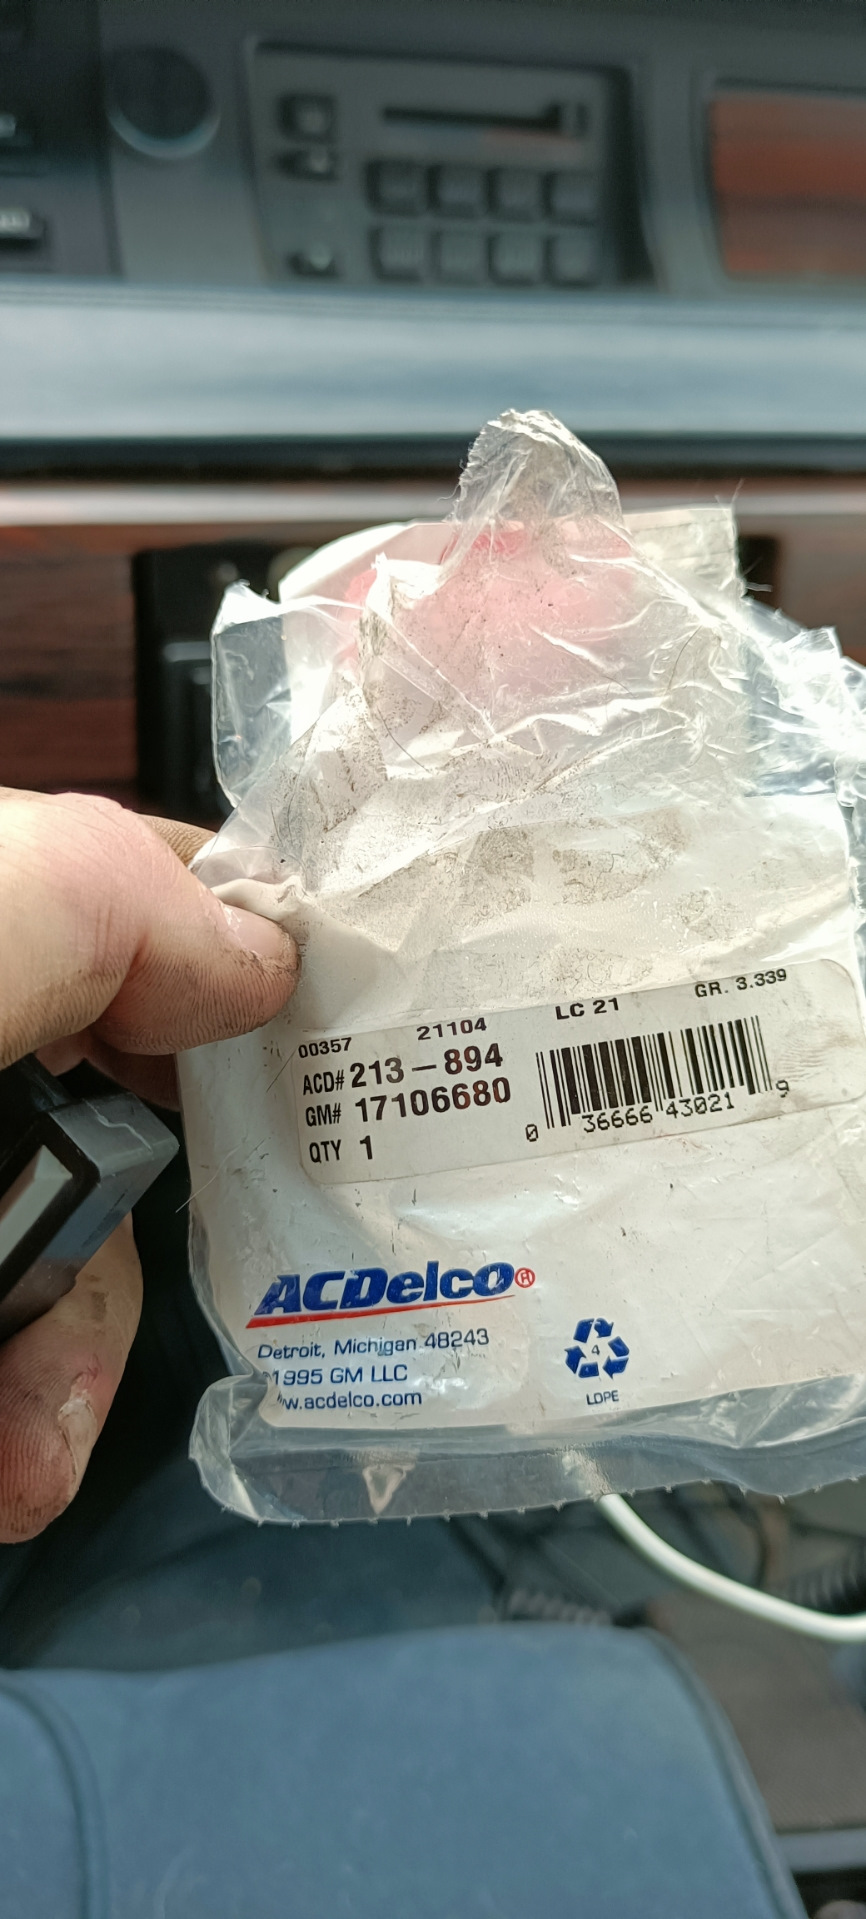 00357 21104 LC 21 GR. 3.339
ACD# 213-894
GM# 17106680
QTY 1
0 36666 43021 9
ACDelco®
Detroit, Michigan 48243
1995 GM LLC
w.acdelco.com
4
LDPE